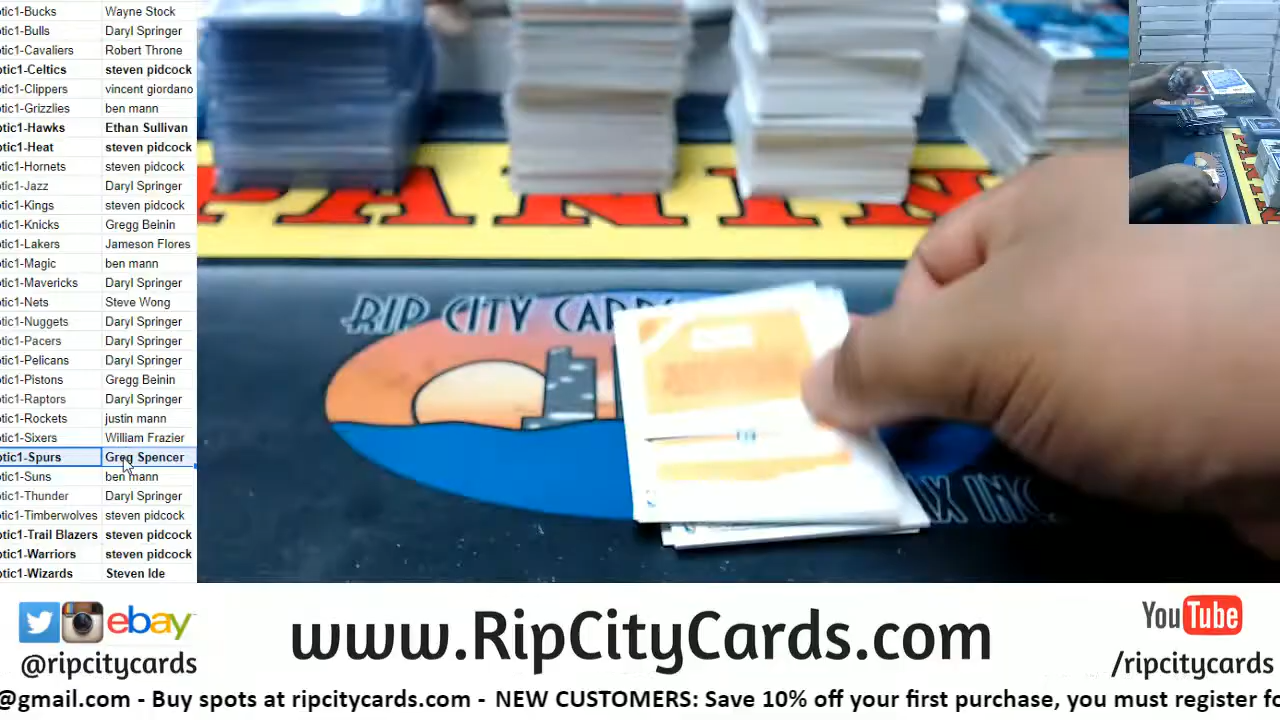 otic1-Bucks Wayne Stock
otic1-Bulls Daryl Springer
otic1-Cavaliers Robert Throne
otic1-Celtics steven pidcock
otic1-Clippers vincent giordano
otic1-Grizzlies ben mann
otic1-Hawks Ethan Sullivan
otic1-Heat steven pidcock
otic1-Hornets steven pidcock
otic1-Jazz Daryl Springer
otic1-Kings steven pidcock
otic1-Knicks Gregg Beinin
otic1-Lakers Jameson Flores
otic1-Magic ben mann
otic1-Mavericks Daryl Springer
otic1-Nets Steve Wong
otic1-Nuggets Daryl Springer
otic1-Pacers Daryl Springer
otic1-Pelicans Daryl Springer
otic1-Pistons Gregg Beinin
otic1-Raptors Daryl Springer
otic1-Rockets justin mann
otic1-Sixers William Frazier
otic1-Spurs Greg Spencer
otic1-Suns ben mann
otic1-Thunder Daryl Springer
otic1-Timberwolves steven pidcock
otic1-Trail Blazers steven pidcock
otic1-Warriors steven pidcock
otic1-Wizards Steven Ide
PANIN
RIP CITY CARDS
WAX INC.
ebay
@ripcitycards
www.RipCityCards.com
YouTube
/ripcitycards
@gmail.com - Buy spots at ripcitycards.com - NEW CUSTOMERS: Save 10% off your first purchase, you must register fo